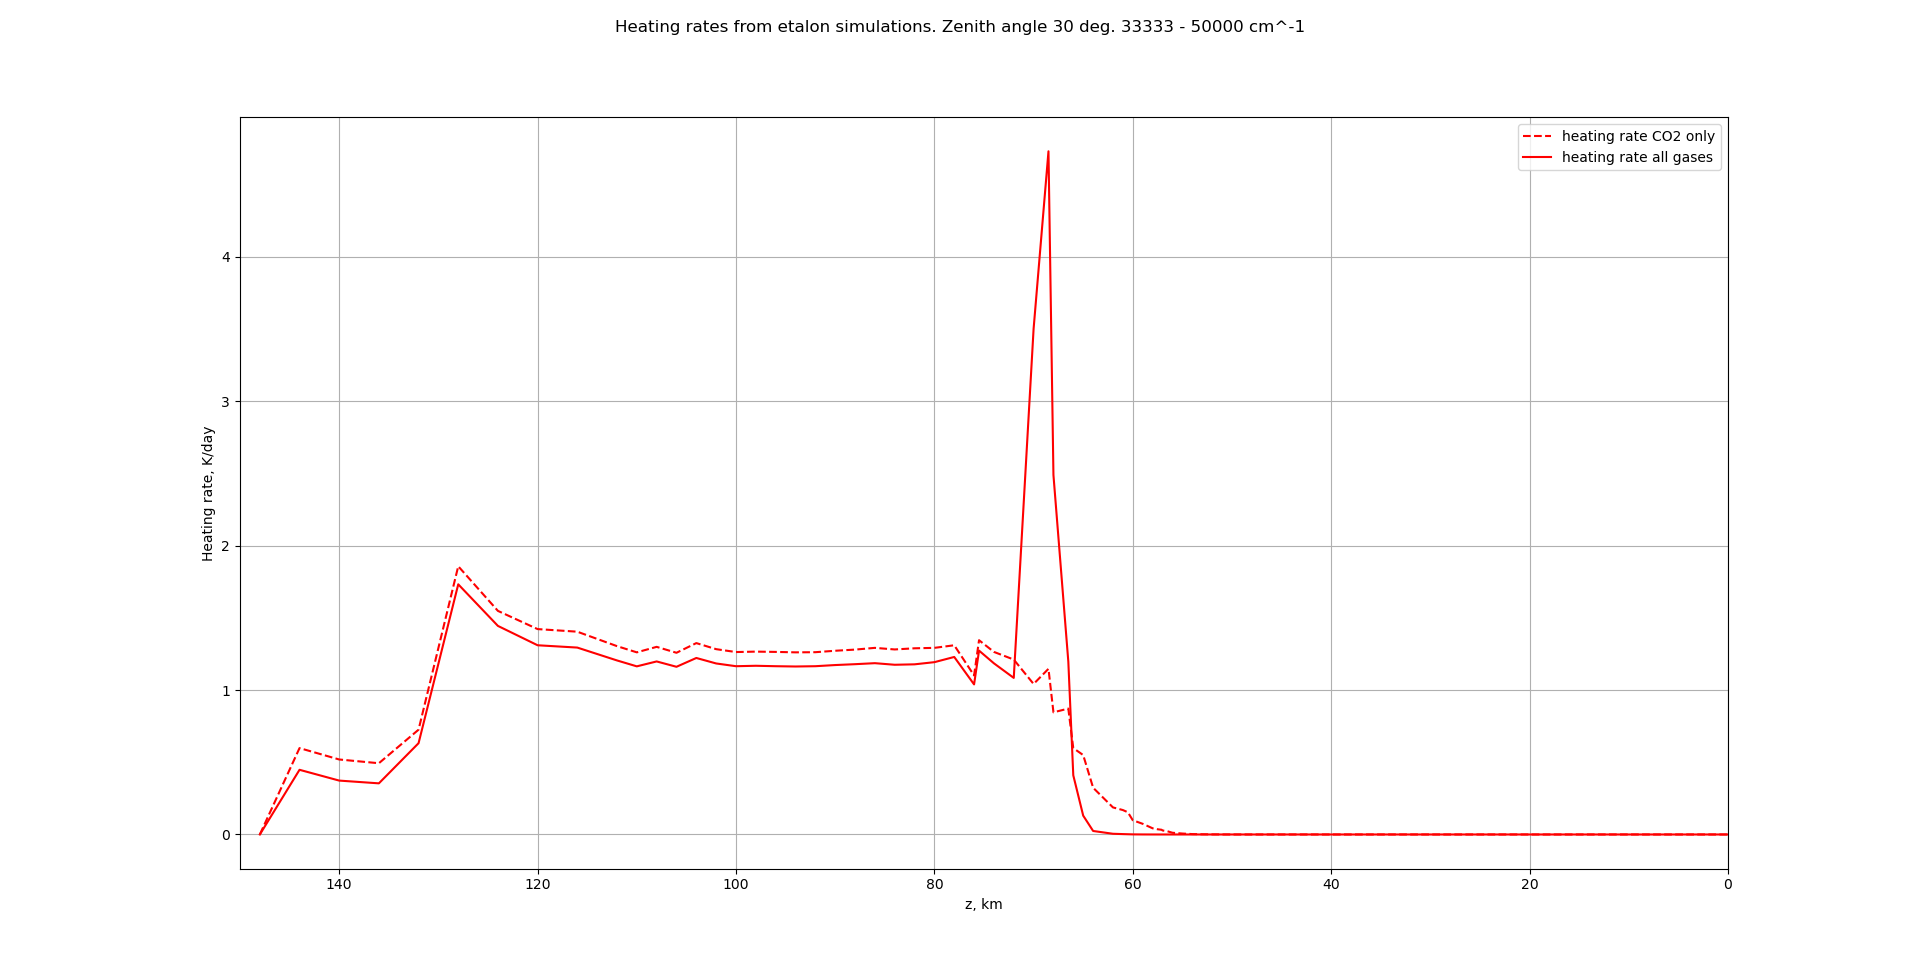 Heating rates from etalon simulations. Zenith angle 30 deg. 33333 - 50000 cm^-1
heating rate CO2 only
heating rate all gases
Heating rate, K/day
4
3
2
1
0
140 120 100 80 60 40 20 0
z, km